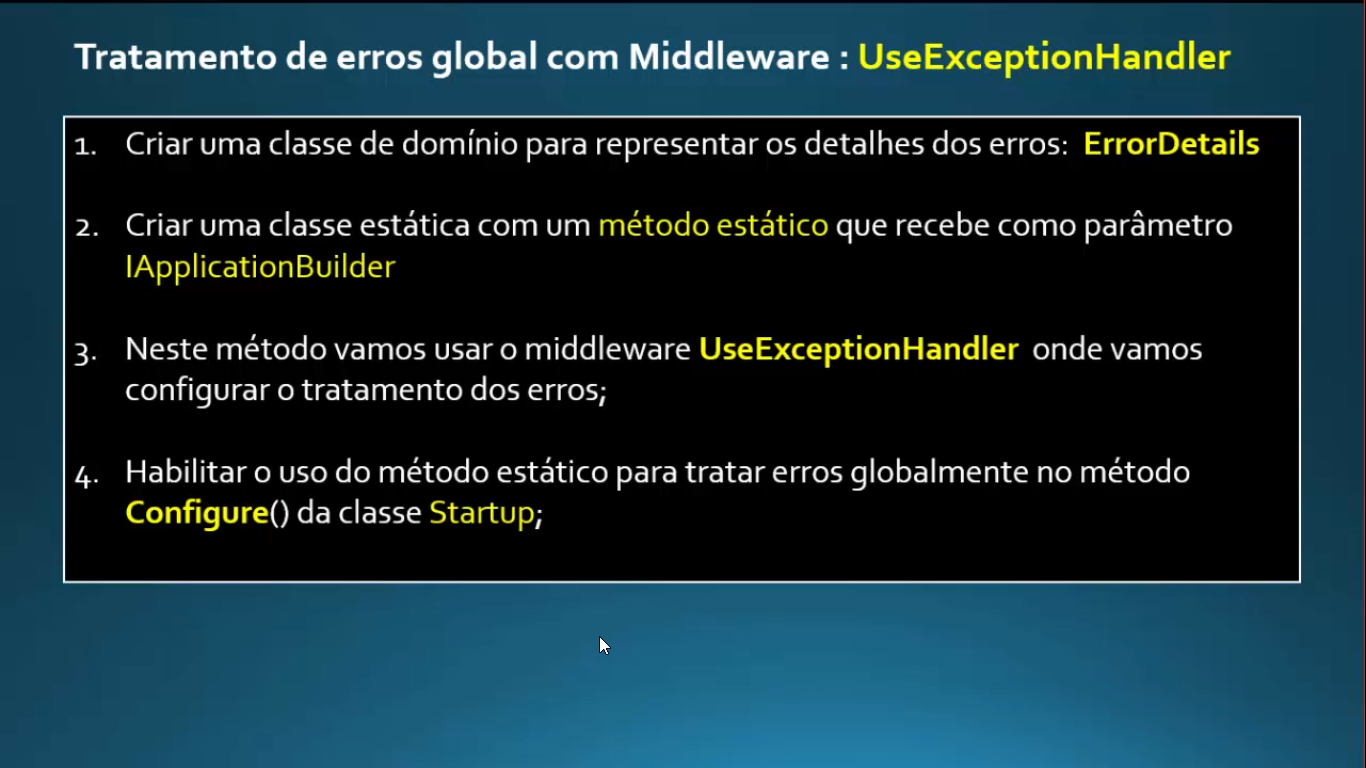 Tratamento de erros global com Middleware : UseExceptionHandler
1. Criar uma classe de domínio para representar os detalhes dos erros: ErrorDetails
2. Criar uma classe estática com um método estático que recebe como parâmetro
IApplicationBuilder
3. Neste método vamos usar o middleware UseExceptionHandler onde vamos
configurar o tratamento dos erros;
4. Habilitar o uso do método estático para tratar erros globalmente no método
Configure() da classe Startup;